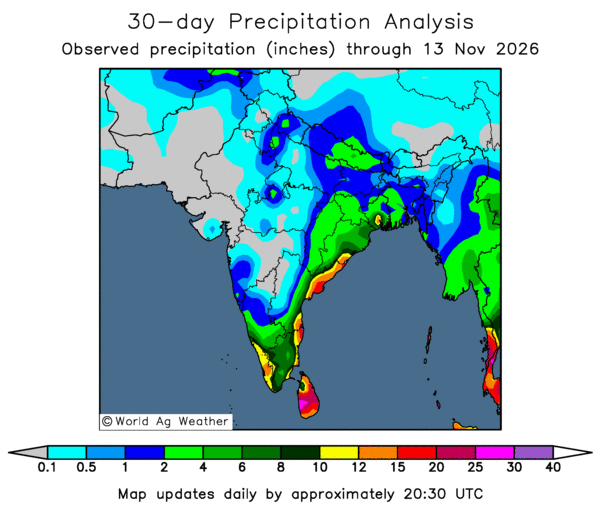 30-day Precipitation Analysis
Observed precipitation (inches) through 13 Nov 2026
©World Ag Weather
0.1 0.5 1 2 4 6 8 10 12 15 20 25 30 40
Map updates daily by approximately 20:30 UTC